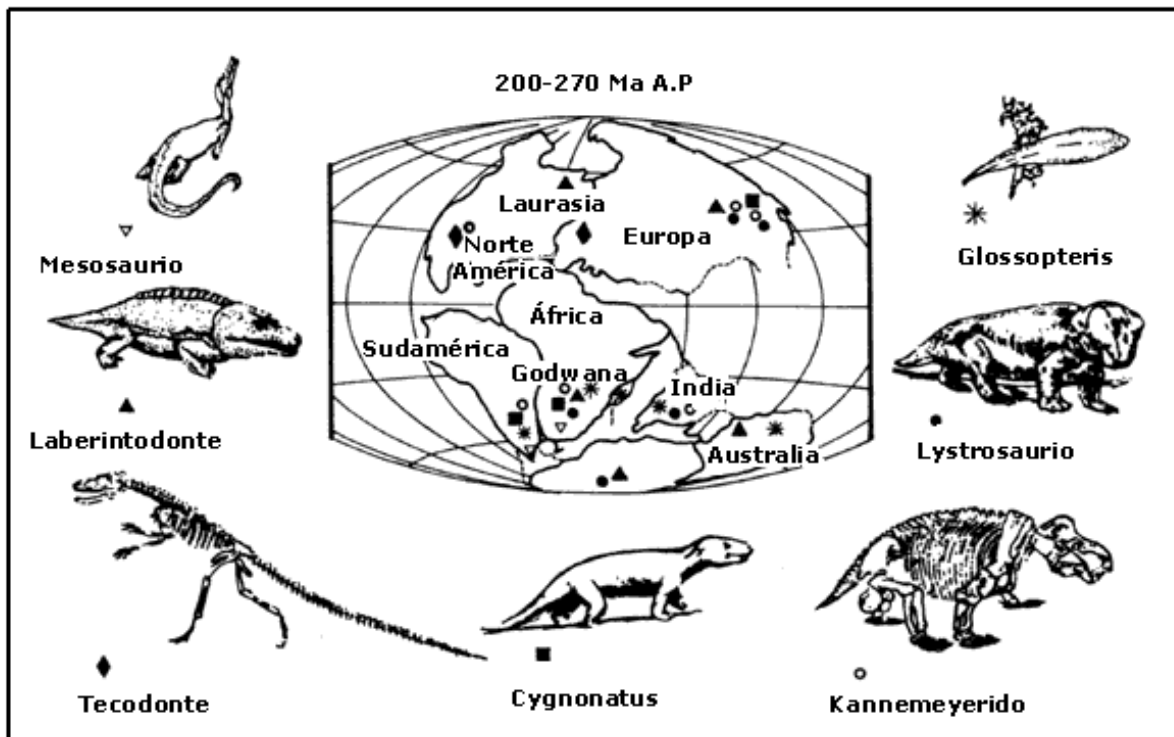 200-270 Ma A.P
Laurasia
Norte
América
Europa
África
Sudamérica
Godwana
India
Australia
Mesosaurio
Glossopteris
Laberintodonte
Lystrosaurio
Tecodonte
Cygnonatus
Kannemeyerido